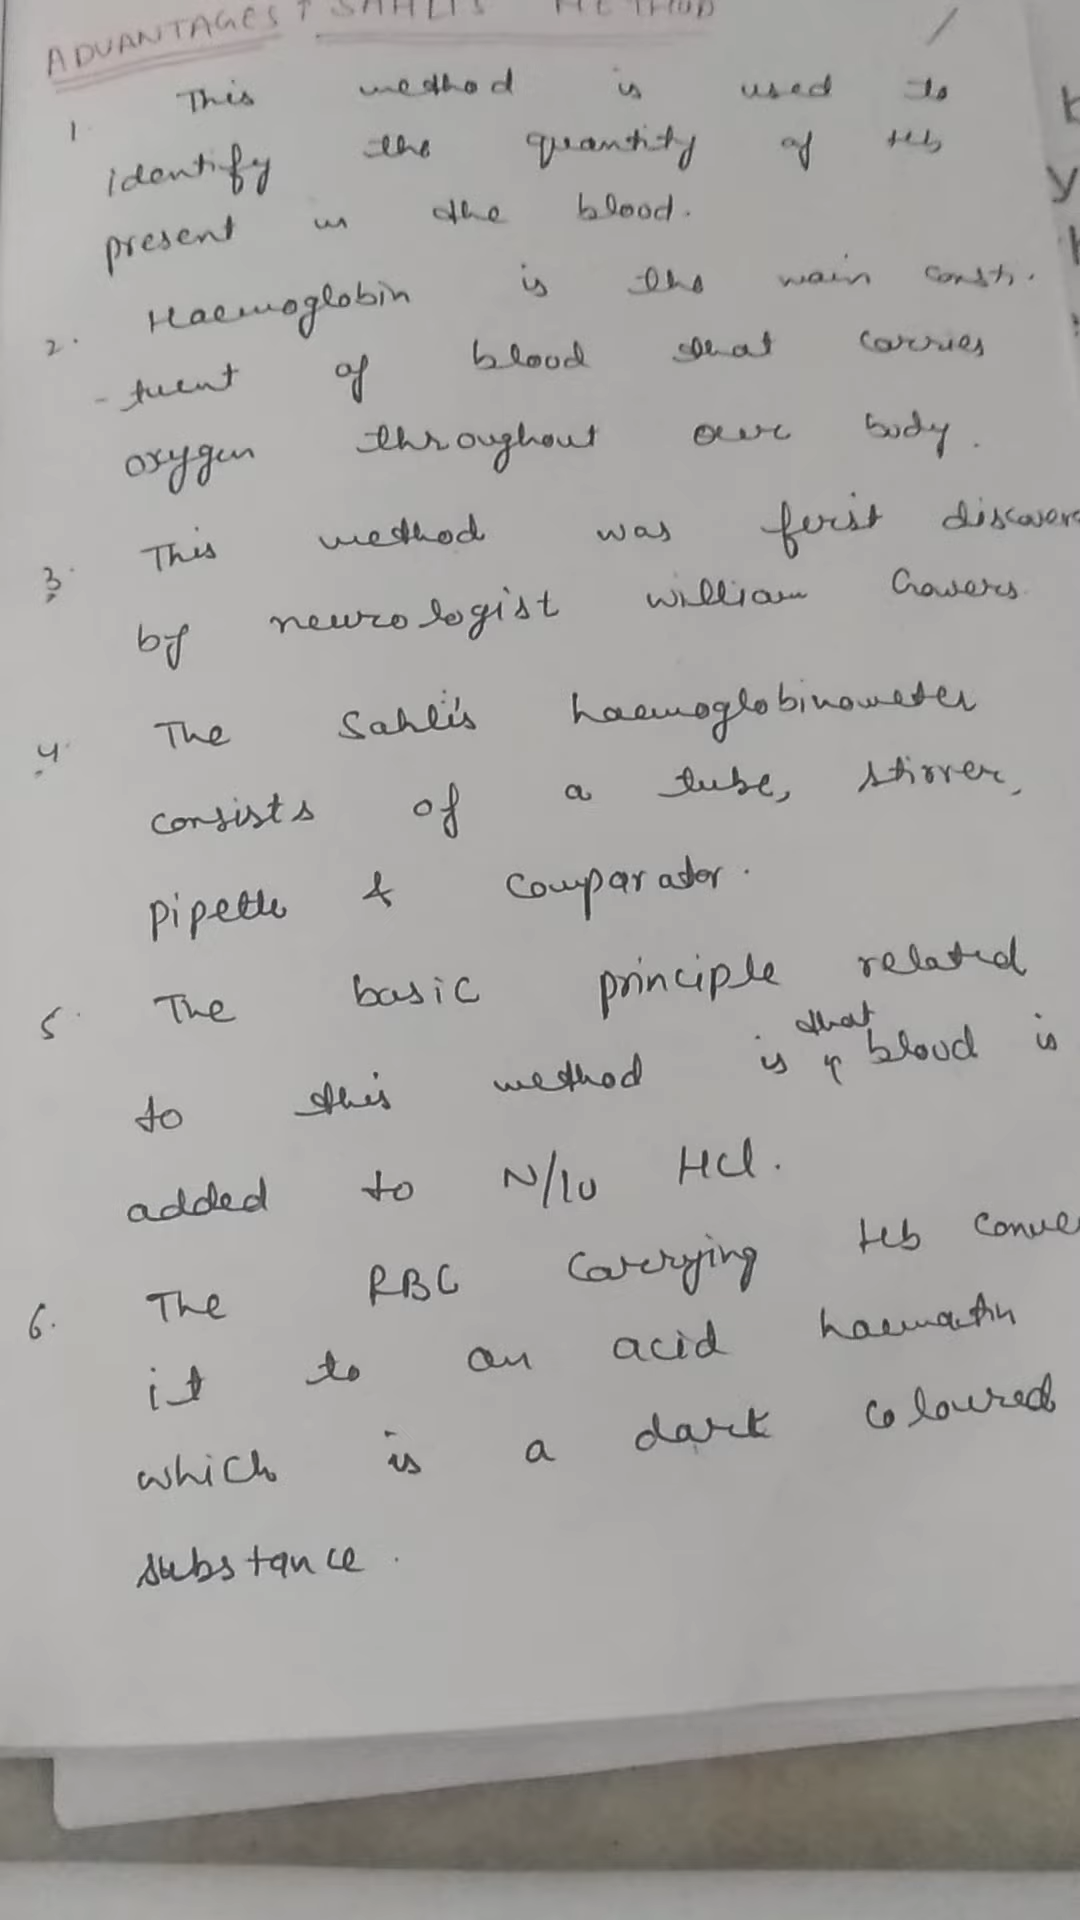 ADVANTAGES : SAHLI'S METHOD
1. This method is used to
identify the quantity of Hb
present in the blood.
2. Haemoglobin is the main consti.
- tuent of blood that carries
oxygen throughout our body.
3. This method was first discover
by neurologist william Gowers
4. The Sahli's haemoglobinometer
consists of a tube, stirrer,
pipette & comparator.
5. The basic principle related
to this method is that blood is
added to N/10 HCl.
6. The RBC carrying Hb conve
it to an acid haematin
which is a dark coloured
substance.